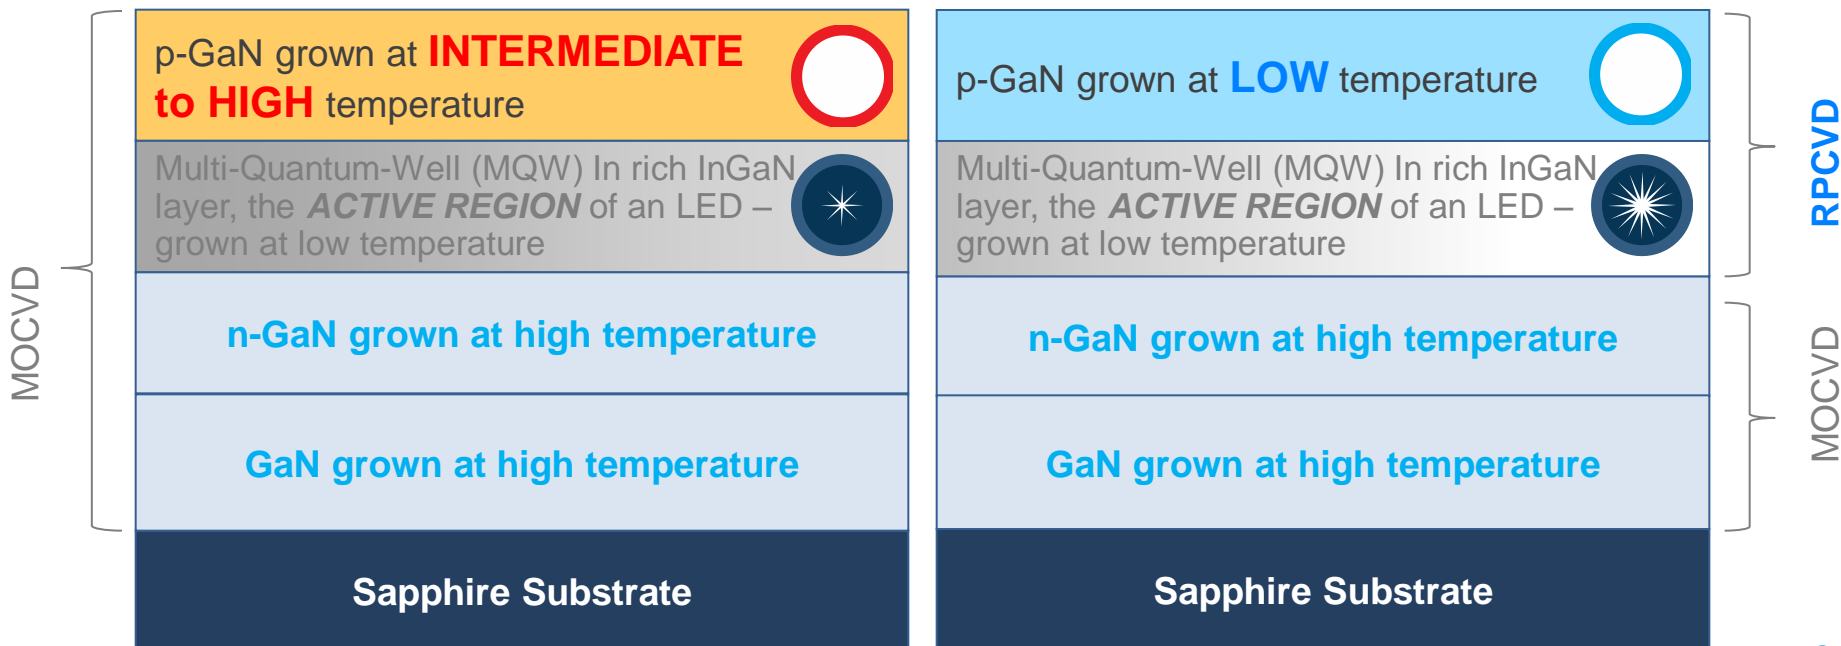 MOCVD
p-GaN grown at INTERMEDIATE
to HIGH temperature
Multi-Quantum-Well (MQW) In rich InGaN
layer, the ACTIVE REGION of an LED –
grown at low temperature
n-GaN grown at high temperature
GaN grown at high temperature
Sapphire Substrate
p-GaN grown at LOW temperature
Multi-Quantum-Well (MQW) In rich InGaN
layer, the ACTIVE REGION of an LED –
grown at low temperature
n-GaN grown at high temperature
GaN grown at high temperature
Sapphire Substrate
RPCVD
MOCVD